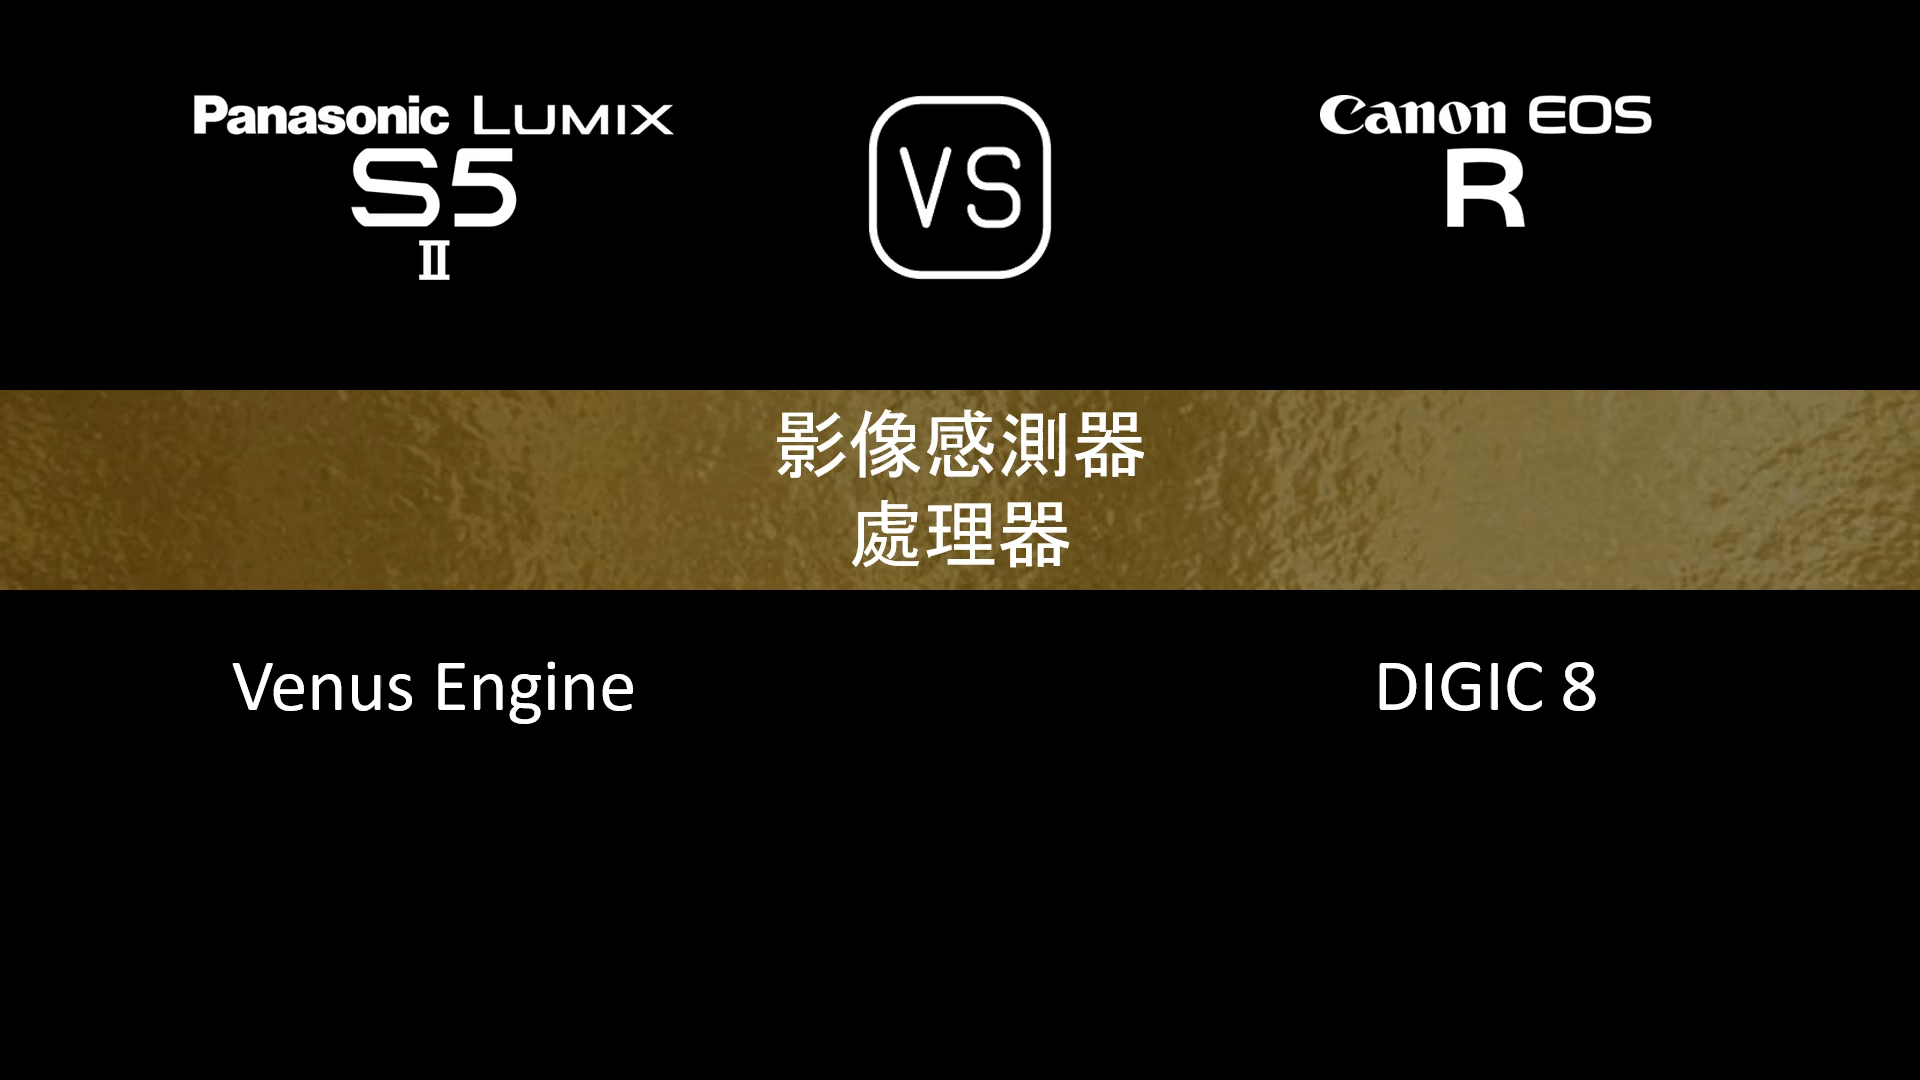 Panasonic LUMIX
S5
II
VS
Canon EOS
R
影像感測器
處理器
Venus Engine
DIGIC 8